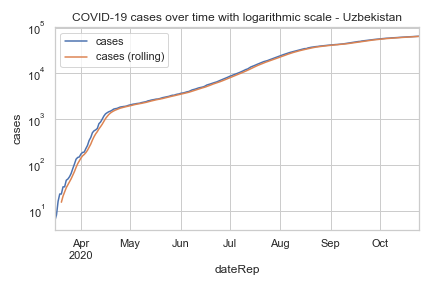 COVID-19 cases over time with logarithmic scale - Uzbekistan
cases
cases (rolling)
10^5
10^4
10^3
10^2
10^1
cases
Apr
2020
May
Jun
Jul
Aug
Sep
Oct
dateRep